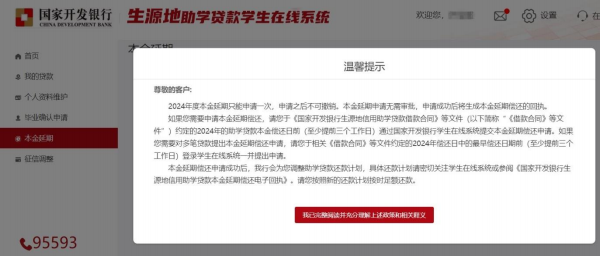 国家开发银行
CHINA DEVELOPMENT BANK
生源地助学贷款学生在线系统
欢迎您,
设置
在
首页
我的贷款
个人资料维护
毕业确认申请
本金延期
征信调整
95593
本金延期
温馨提示
尊敬的客户:
2024年度本金延期只能申请一次，申请之后不可撤销。本金延期申请无需审批，申请成功后将生成本金延期偿还的回执。
如果您需要申请本金延期偿还，请您于《国家开发银行生源地信用助学贷款借款合同》等文件（以下简称“《借款合同》等文
件”）约定的2024年的助学贷款本金偿还日前（至少提前三个工作日）通过国家开发银行学生在线系统提交本金延期偿还申请。如果
您需要对多笔贷款提出本金延期偿还申请，请您于相关《借款合同》等文件约定的2024年偿还日中的最早偿还日期前（至少提前三个
工作日）登录学生在线系统一并提出申请。
本金延期偿还申请成功后，我行会为您调整助学贷款还款计划，具体还款计划请密切关注学生在线系统或参阅《国家开发银行生
源地信用助学贷款本金延期偿还电子回执》。请您按照新的还款计划按时足额还款。
我已完整阅读并充分理解上述政策和相关释义